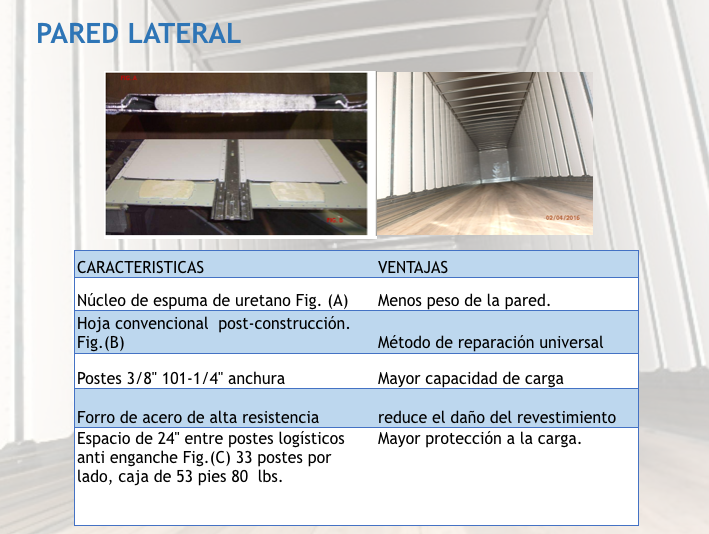 PARED LATERAL
02/04/2016
CARACTERISTICAS VENTAJAS
Núcleo de espuma de uretano Fig. (A) Menos peso de la pared.
Hoja convencional  post-construcción.
Fig.(B) Método de reparación universal
Postes 3/8" 101-1/4" anchura Mayor capacidad de carga
Forro de acero de alta resistencia reduce el daño del revestimiento
Espacio de 24" entre postes logísticos Mayor protección a la carga.
anti enganche Fig.(C) 33 postes por
lado, caja de 53 pies 80  lbs.